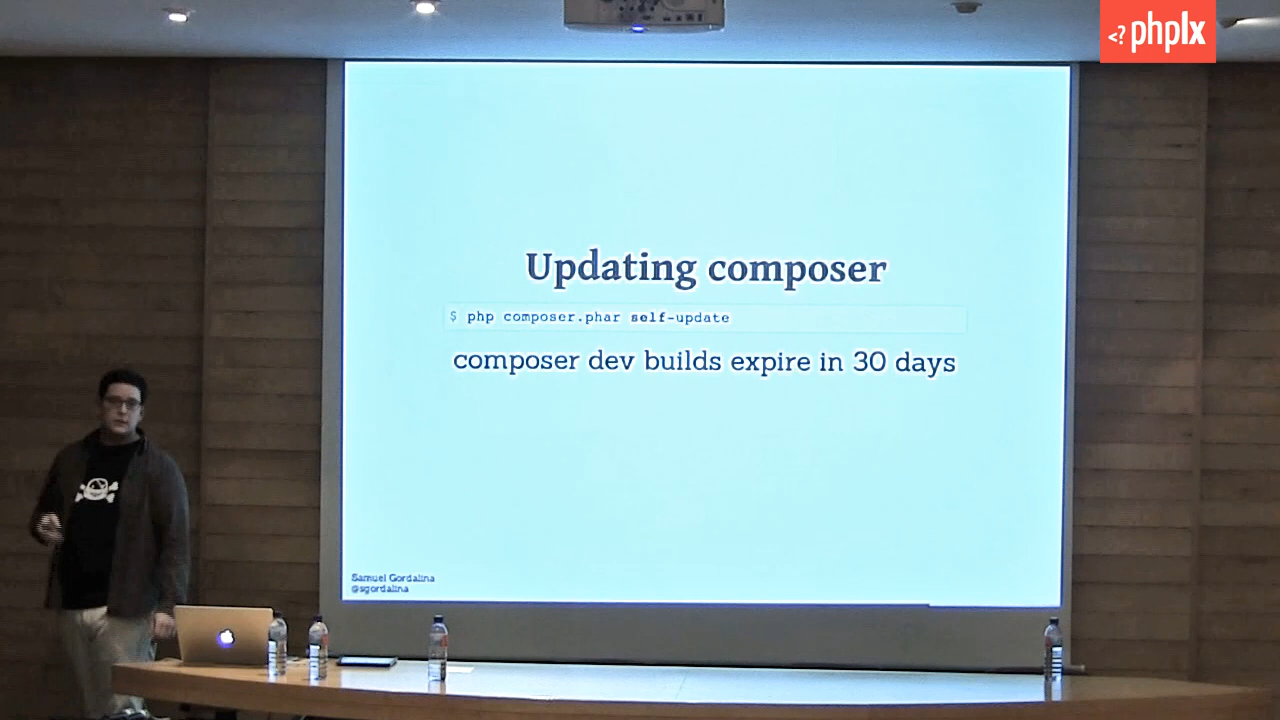 <? phplx
Updating composer
$ php composer.phar self-update
composer dev builds expire in 30 days
Samuel Gordalina
@sgordalina